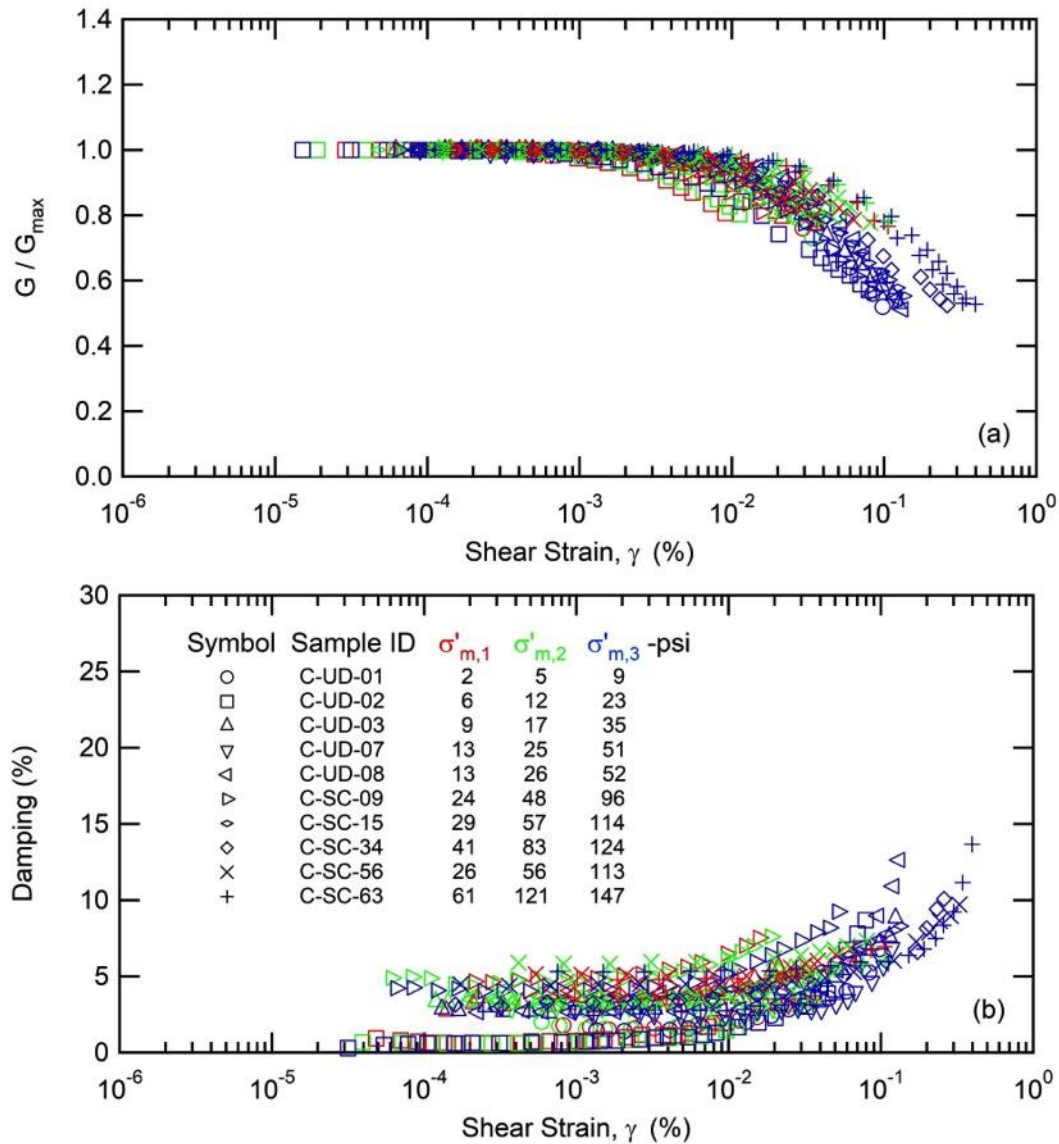 1.4
1.2
1.0
0.8
0.6
0.4
0.2
0.0
G / Gmax
(a)
10⁻⁶ 10⁻⁵ 10⁻⁴ 10⁻³ 10⁻² 10⁻¹ 10⁰
Shear Strain, γ (%)
30
25
20
15
10
5
0
Damping (%)
Symbol Sample ID σ'm,1 σ'm,2 σ'm,3 -psi
C-UD-01 2 5 9
C-UD-02 6 12 23
C-UD-03 9 17 35
C-UD-07 13 25 51
C-UD-08 13 26 52
C-SC-09 24 48 96
C-SC-15 29 57 114
C-SC-34 41 83 124
C-SC-56 26 56 113
C-SC-63 61 121 147
(b)
10⁻⁶ 10⁻⁵ 10⁻⁴ 10⁻³ 10⁻² 10⁻¹ 10⁰
Shear Strain, γ (%)